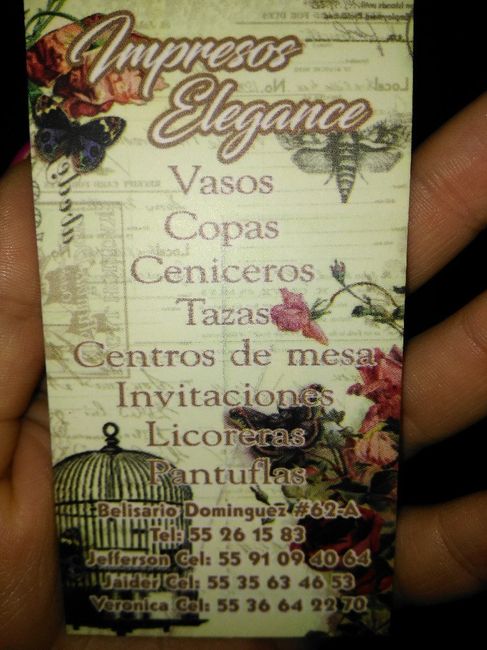 Impresos
Elegance
Vasos
Copas
Ceniceros
Tazas
Centros de mesa
Invitaciones
Licoreras
Pantuflas
Belisario Dominguez #62-A
Tel: 55 26 15 83
Jefferson Cel: 55 91 09 40 64
Jaider Cel: 55 35 63 46 53
Veronica Cel: 55 36 64 22 70